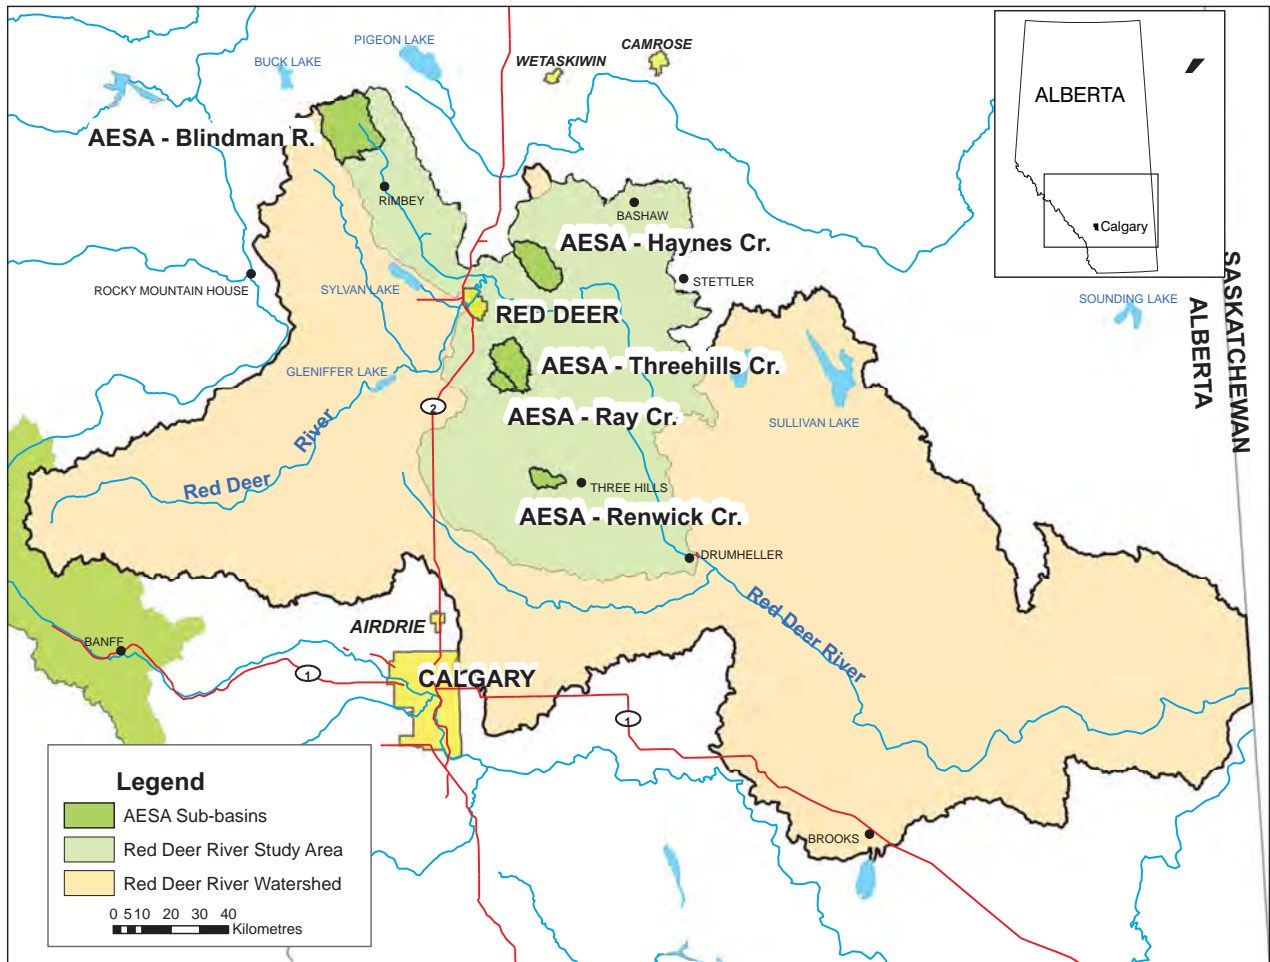 PIGEON LAKE
CAMROSE
BUCK LAKE
WETASKIWIN
ALBERTA
AESA - Blindman R.
RIMBEY
BASHAW
Calgary
AESA - Haynes Cr.
STETTLER
ROCKY MOUNTAIN HOUSE
SYLVAN LAKE
SOUNDING LAKE
SASKATCHEWAN
ALBERTA
RED DEER
GLENIFFER LAKE
AESA - Threehills Cr.
2
AESA - Ray Cr.
SULLIVAN LAKE
Red Deer River
THREE HILLS
AESA - Renwick Cr.
DRUMHELLER
Red Deer River
AIRDRIE
BANFF
1
CALGARY
1
BROOKS
Legend
AESA Sub-basins
Red Deer River Study Area
Red Deer River Watershed
0 5 10 20 30 40
Kilometres